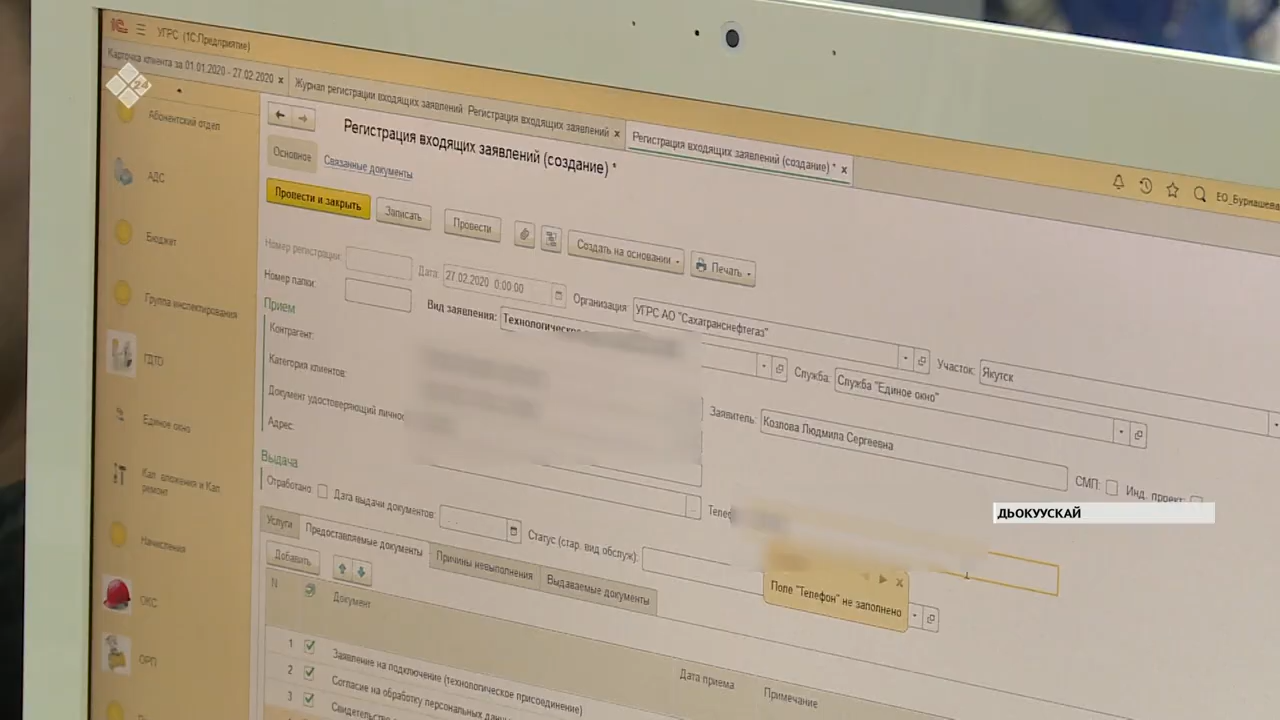 1С УГРС (1С:Предприятие)
Карточка клиента за 01.01.2020 - 27.02.2020 x
Журнал регистрации входящих заявлений
Регистрация входящих заявлений x
Регистрация входящих заявлений (создание) * x
ЕО_Бурнашева
24
Абонентский отдел
АДС
Бюджет
Группа инспектирования
ГДТО
Единое окно
Кап. вложения и Кап.
ремонт
Начисления
ОКС
ОРП
Регистрация входящих заявлений (создание) *
Основное Связанные документы
Провести и закрыть Записать Провести Создать на основании Печать
Номер регистрации: Дата: 27.02.2020 0:00:00 Организация: УГРС АО "Сахатранснефтегаз" Участок: Якутск
Номер папки: Вид заявления: Служба: Служба "Единое окно"
Прием
Контрагент: Заявитель: Козлова Людмила Сергеевна
Категория клиентов: СМП: Инд. проект:
Документ удостоверяющий
Адрес:
Выдача
Отработано: Дата выдачи документов: . . Статус (стар. вид обслуж):
ДЬОКУУСКАЙ
Поле "Телефон" не заполнено
Услуги Предоставляемые документы Причины невыполнения Выдаваемые документы
Добавить
N Документ Дата приема Примечание
1 Заявление на подключение (технологическое присоединение)
2 Согласие на обработку персональных
3 Свидетельство